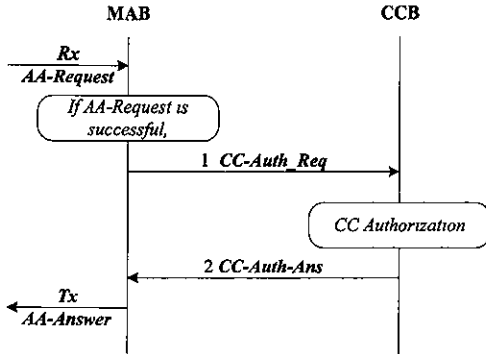 MAB CCB
Rx
AA-Request
If AA-Request is
successful,
1 CC-Auth_Req
CC Authorization
2 CC-Auth-Ans
Tx
AA-Answer